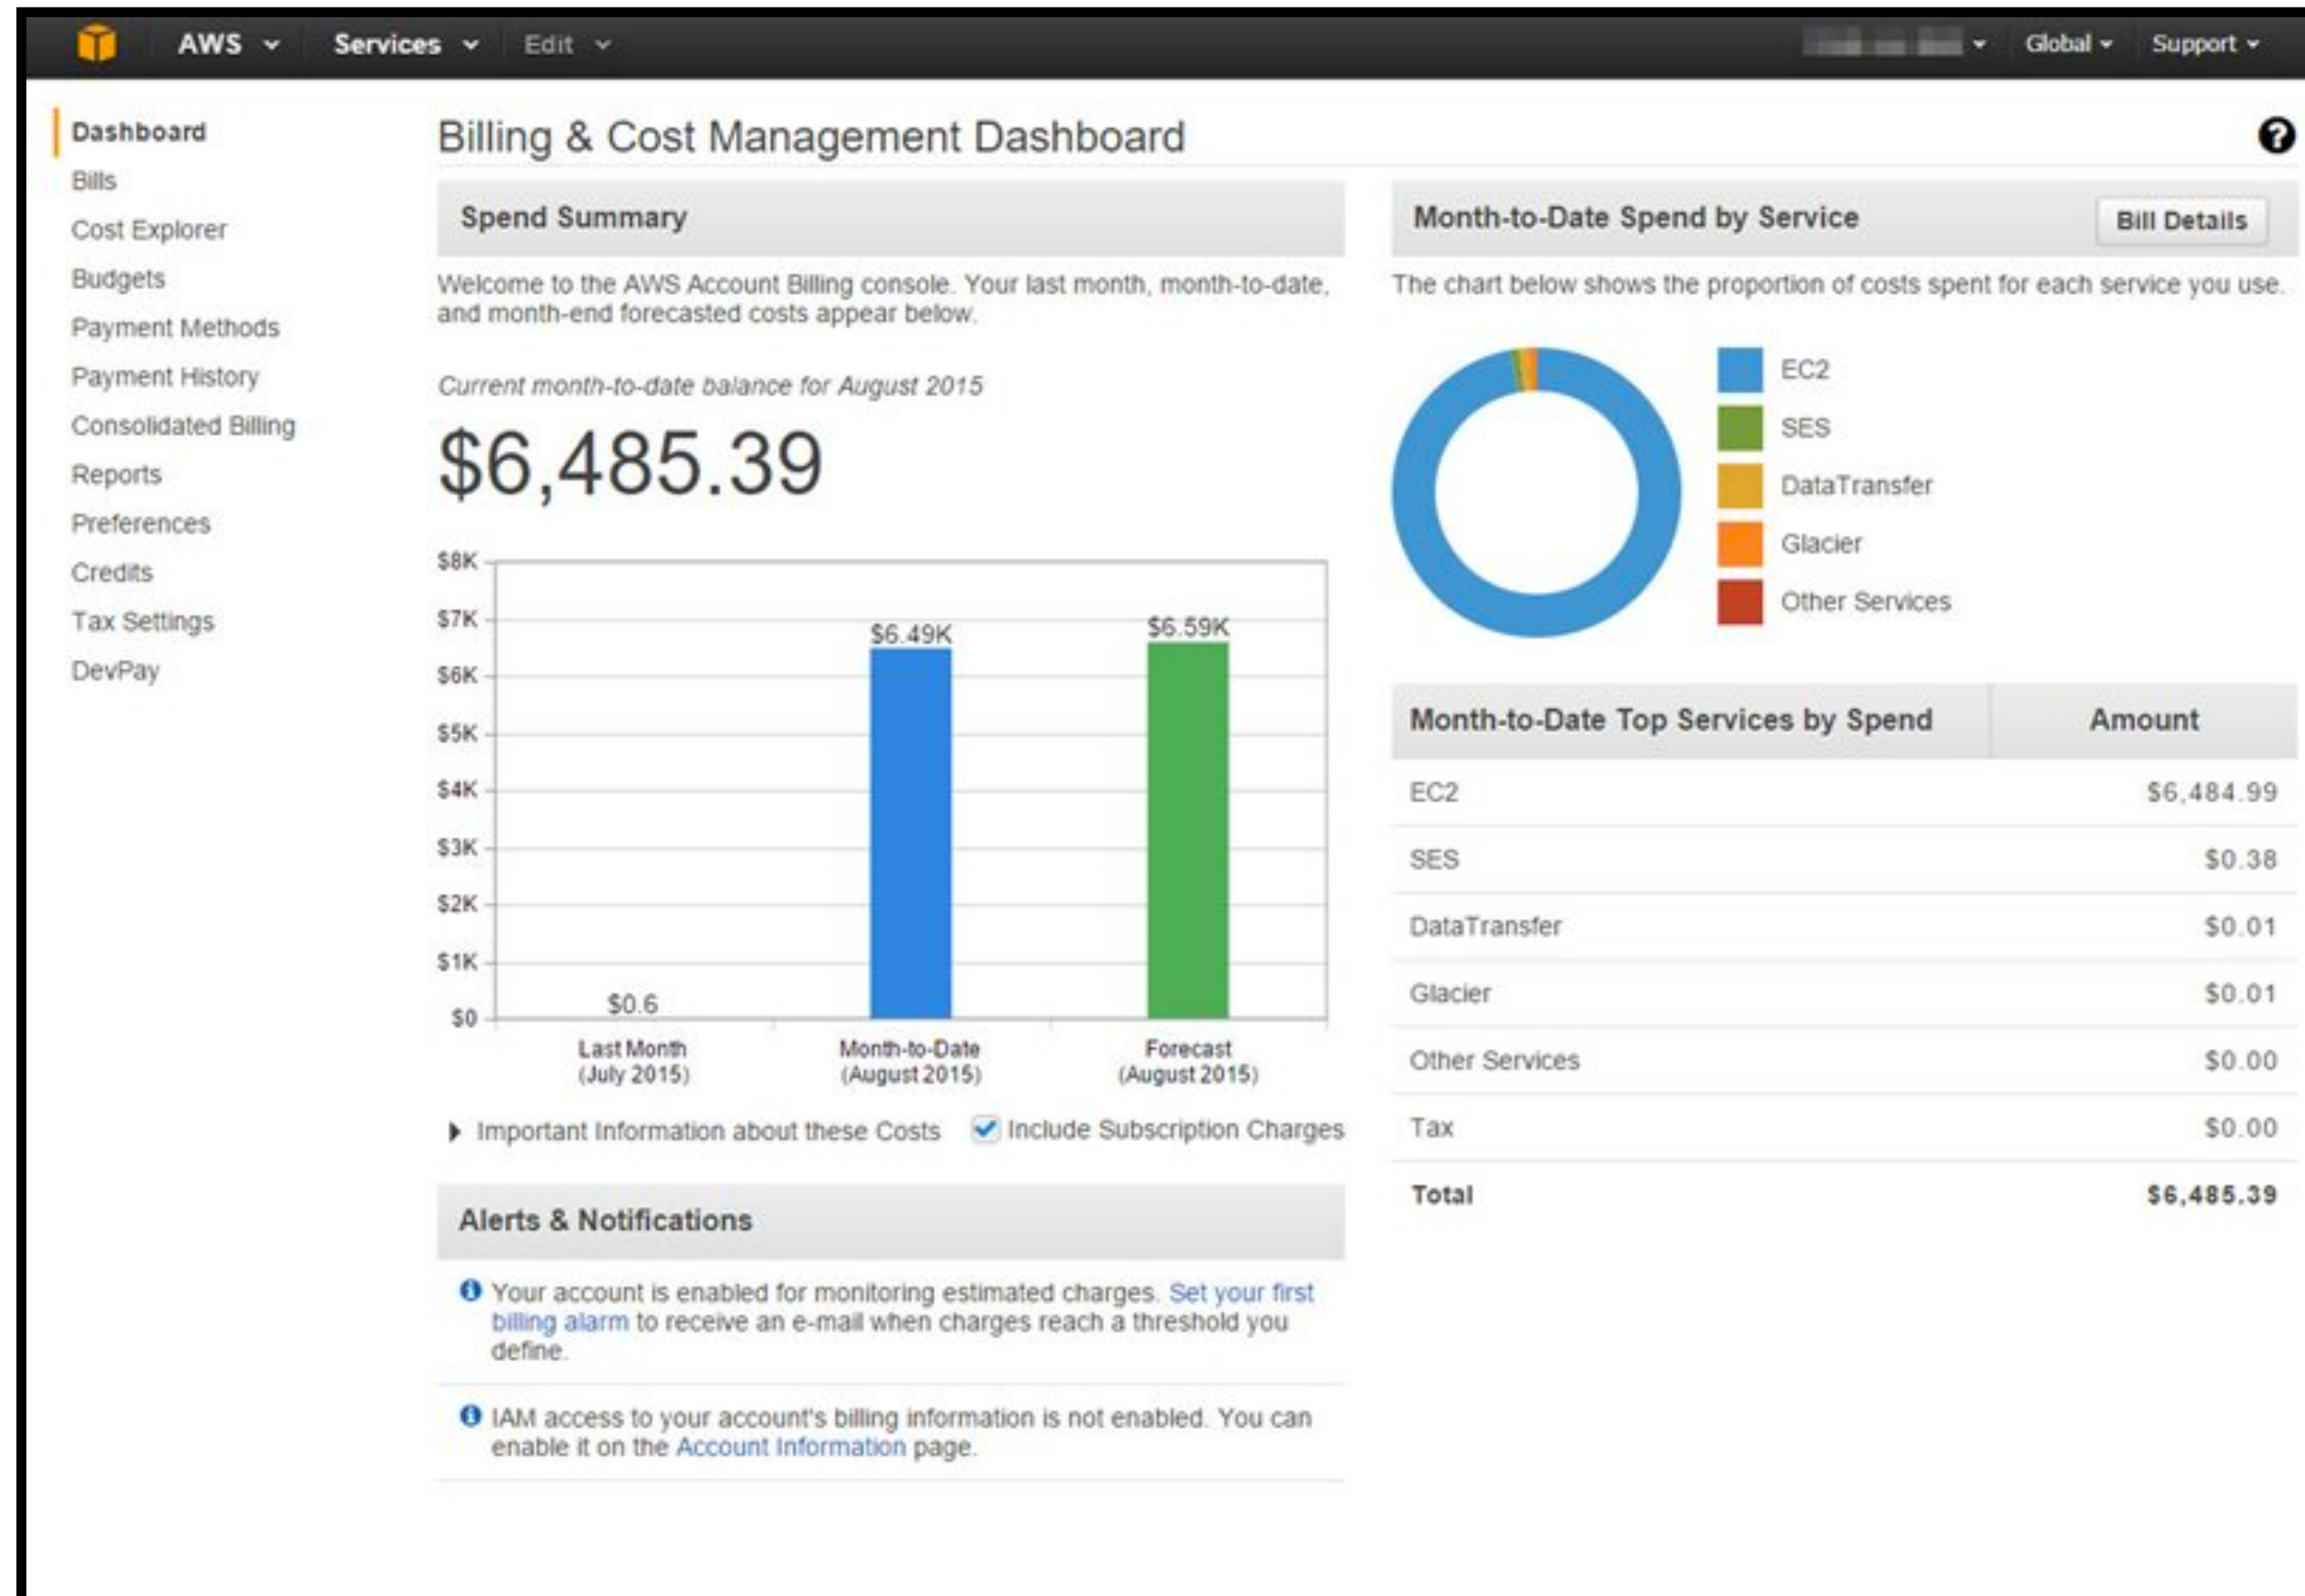 AWS Services Edit Global Support
Dashboard
Bills
Cost Explorer
Budgets
Payment Methods
Payment History
Consolidated Billing
Reports
Preferences
Credits
Tax Settings
DevPay
Billing & Cost Management Dashboard
?
Spend Summary
Welcome to the AWS Account Billing console. Your last month, month-to-date,
and month-end forecasted costs appear below.
Current month-to-date balance for August 2015
$6,485.39
$8K
$7K
$6K
$5K
$4K
$3K
$2K
$1K
$0
$0.6
$6.49K
$6.59K
Last Month
(July 2015)
Month-to-Date
(August 2015)
Forecast
(August 2015)
Important Information about these Costs
Include Subscription Charges
Alerts & Notifications
Your account is enabled for monitoring estimated charges. Set your first
billing alarm to receive an e-mail when charges reach a threshold you
define.
IAM access to your account's billing information is not enabled. You can
enable it on the Account Information page.
Month-to-Date Spend by Service
Bill Details
The chart below shows the proportion of costs spent for each service you use.
EC2
SES
DataTransfer
Glacier
Other Services
Month-to-Date Top Services by Spend Amount
EC2 $6,484.99
SES $0.38
DataTransfer $0.01
Glacier $0.01
Other Services $0.00
Tax $0.00
Total $6,485.39